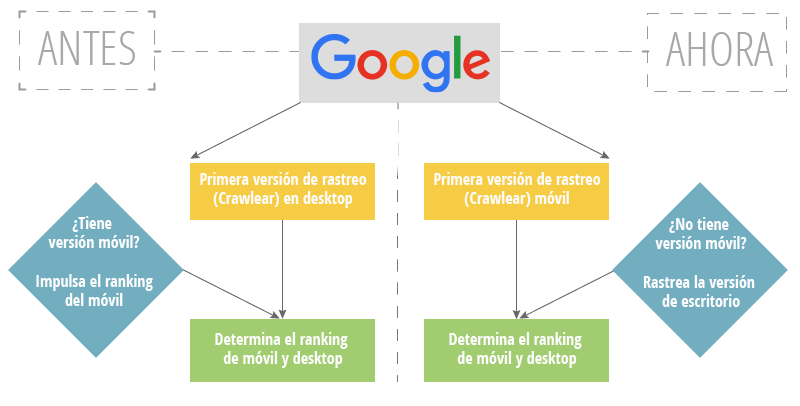 ANTES
Google
AHORA
Primera versión de rastreo
(Crawlear) en desktop
Primera versión de rastreo
(Crawlear) móvil
¿Tiene
versión móvil?
Impulsa el ranking
del móvil
¿No tiene
versión móvil?
Rastrea la versión
de escritorio
Determina el ranking
de móvil y desktop
Determina el ranking
de móvil y desktop